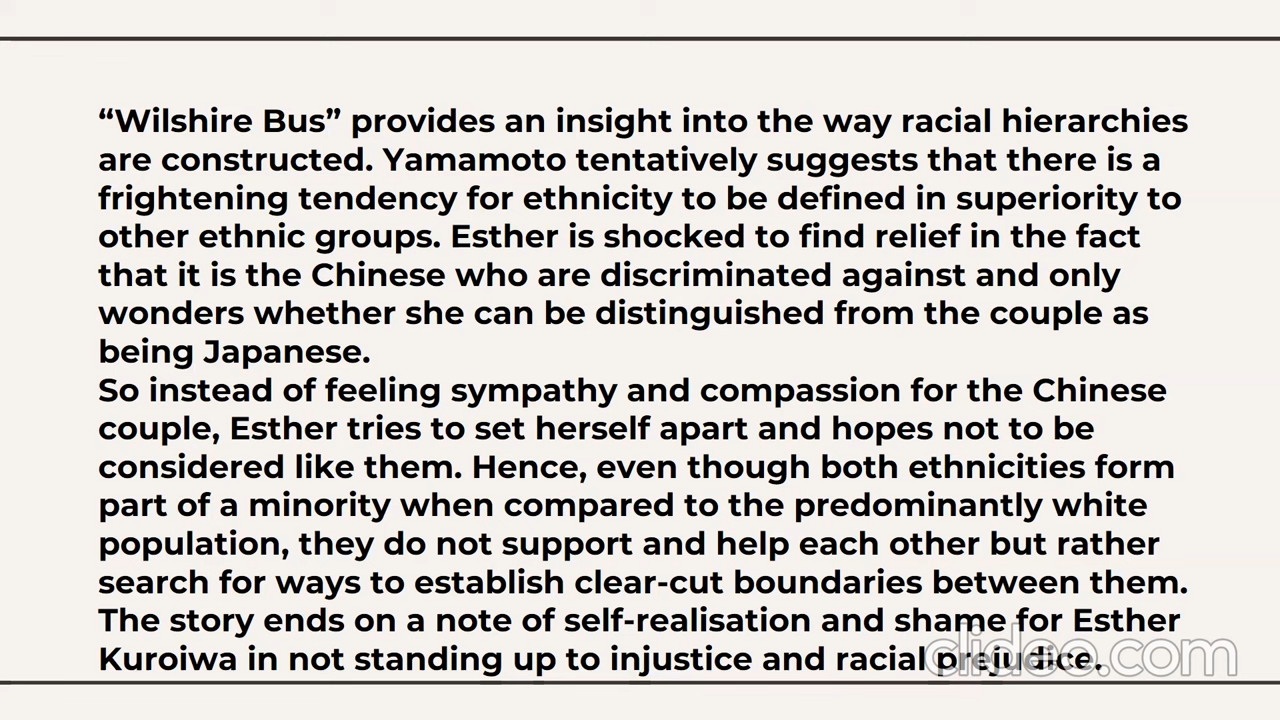 “Wilshire Bus” provides an insight into the way racial hierarchies
are constructed. Yamamoto tentatively suggests that there is a
frightening tendency for ethnicity to be defined in superiority to
other ethnic groups. Esther is shocked to find relief in the fact
that it is the Chinese who are discriminated against and only
wonders whether she can be distinguished from the couple as
being Japanese.
So instead of feeling sympathy and compassion for the Chinese
couple, Esther tries to set herself apart and hopes not to be
considered like them. Hence, even though both ethnicities form
part of a minority when compared to the predominantly white
population, they do not support and help each other but rather
search for ways to establish clear-cut boundaries between them.
The story ends on a note of self-realisation and shame for Esther
Kuroiwa in not standing up to injustice and racial prejudice.
clideo.com